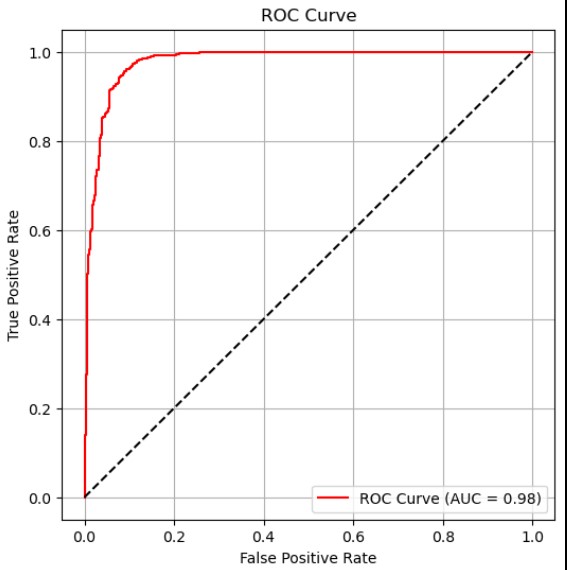 ROC Curve
1.0
0.8
0.6
0.4
0.2
0.0
True Positive Rate
ROC Curve (AUC = 0.98)
0.0 0.2 0.4 0.6 0.8 1.0
False Positive Rate